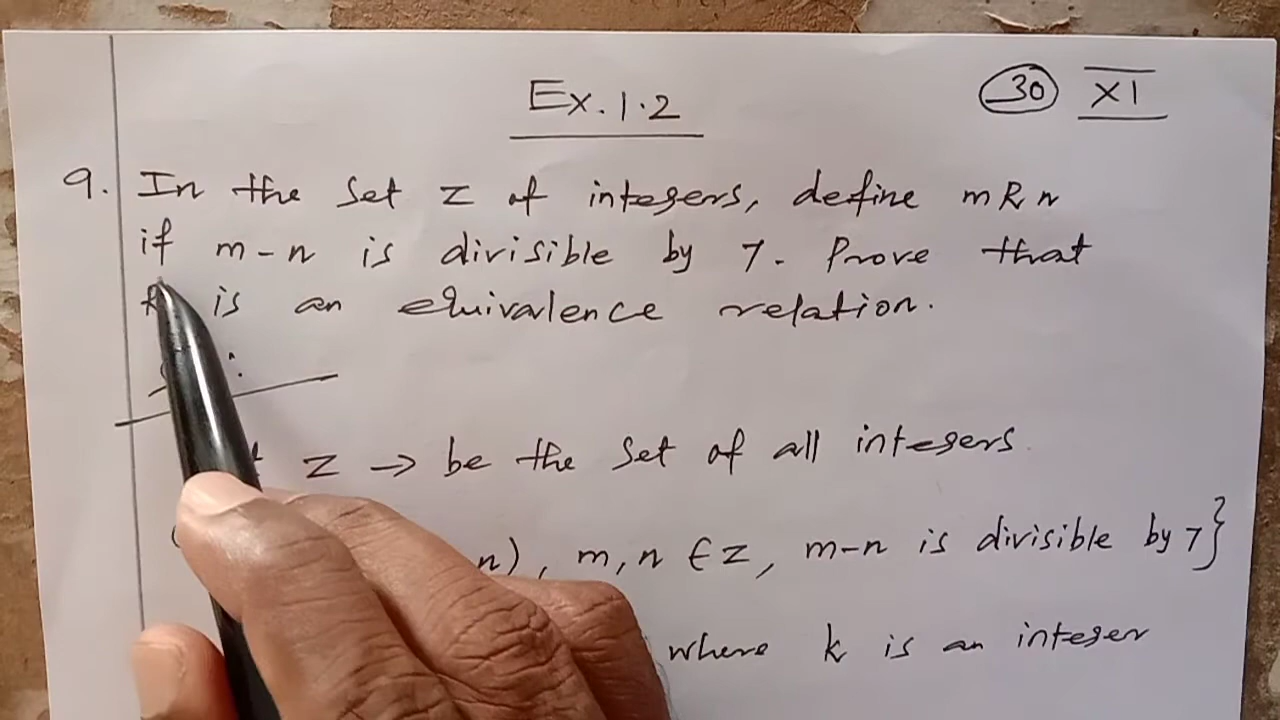 Ex. 1.2
30 XI
9. In the set Z of integers, define mRn
if m-n is divisible by 7. Prove that
R is an equivalence relation.
Z → be the set of all integers.
n), m, n ∈ Z, m-n is divisible by 7}
where k is an integer